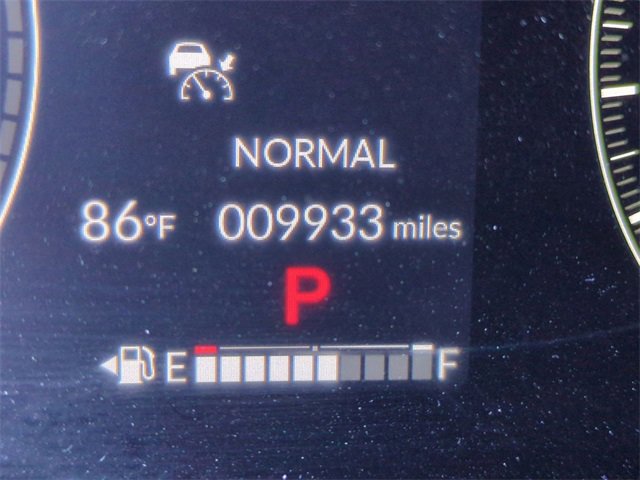 NORMAL
86°F 009933 miles
P
E F